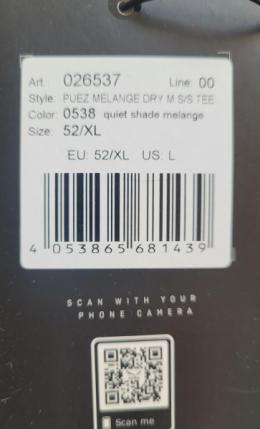 Art.: 026537 Line: 00
Style: PUEZ MELANGE DRY M S/S TEE
Color: 0538 quiet shade melange
Size: 52/XL
EU: 52/XL US: L
4 053865 681439
SCAN WITH YOUR
PHONE CAMERA
Scan me